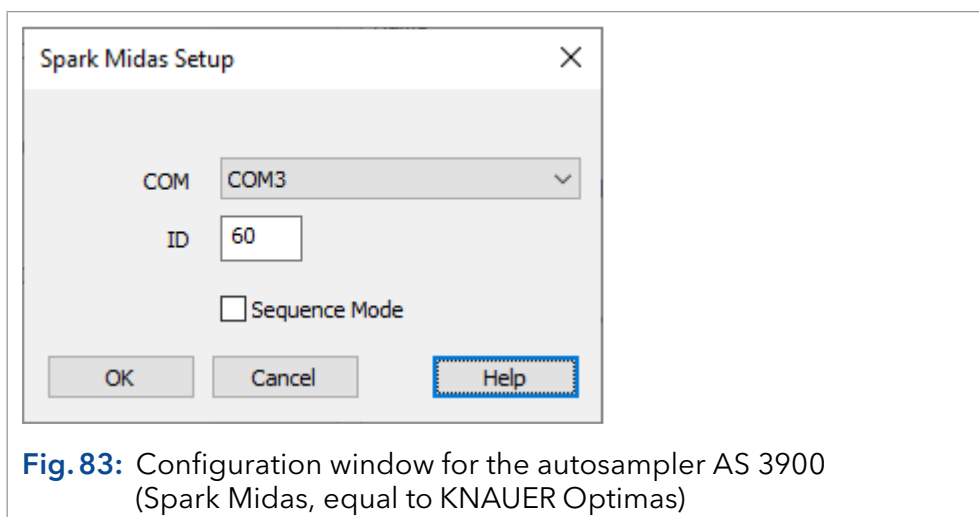 Spark Midas Setup
COM COM3
ID 60
Sequence Mode
OK Cancel Help
Fig. 83: Configuration window for the autosampler AS 3900
(Spark Midas, equal to KNAUER Optimas)